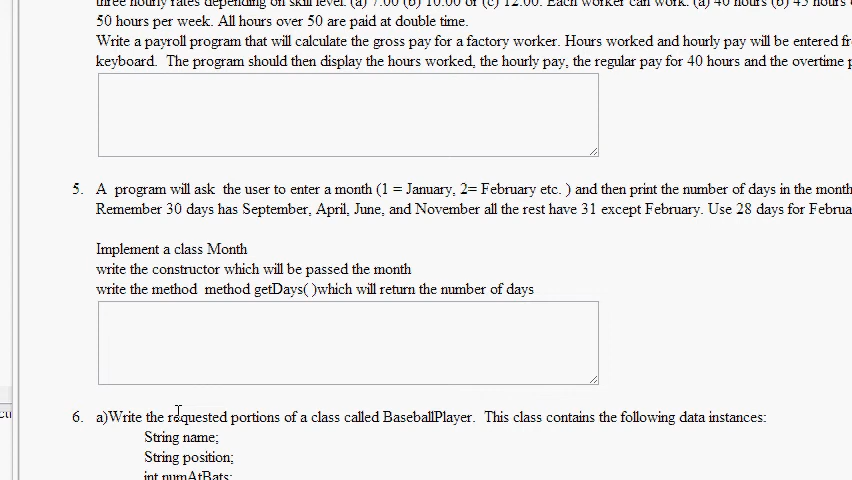 three hourly rates depending on skill level. (a) 7.00 (b) 10.00 or (c) 12.00. Each worker can work. (a) 40 hours (b) 45 hours
50 hours per week. All hours over 50 are paid at double time.
Write a payroll program that will calculate the gross pay for a factory worker. Hours worked and hourly pay will be entered fr
keyboard. The program should then display the hours worked, the hourly pay, the regular pay for 40 hours and the overtime p
5. A program will ask the user to enter a month (1 = January, 2= February etc. ) and then print the number of days in the month
Remember 30 days has September, April, June, and November all the rest have 31 except February. Use 28 days for Februa
Implement a class Month
write the constructor which will be passed the month
write the method method getDays( )which will return the number of days
6. a)Write the requested portions of a class called BaseballPlayer. This class contains the following data instances:
String name;
String position;
int numAtBats;